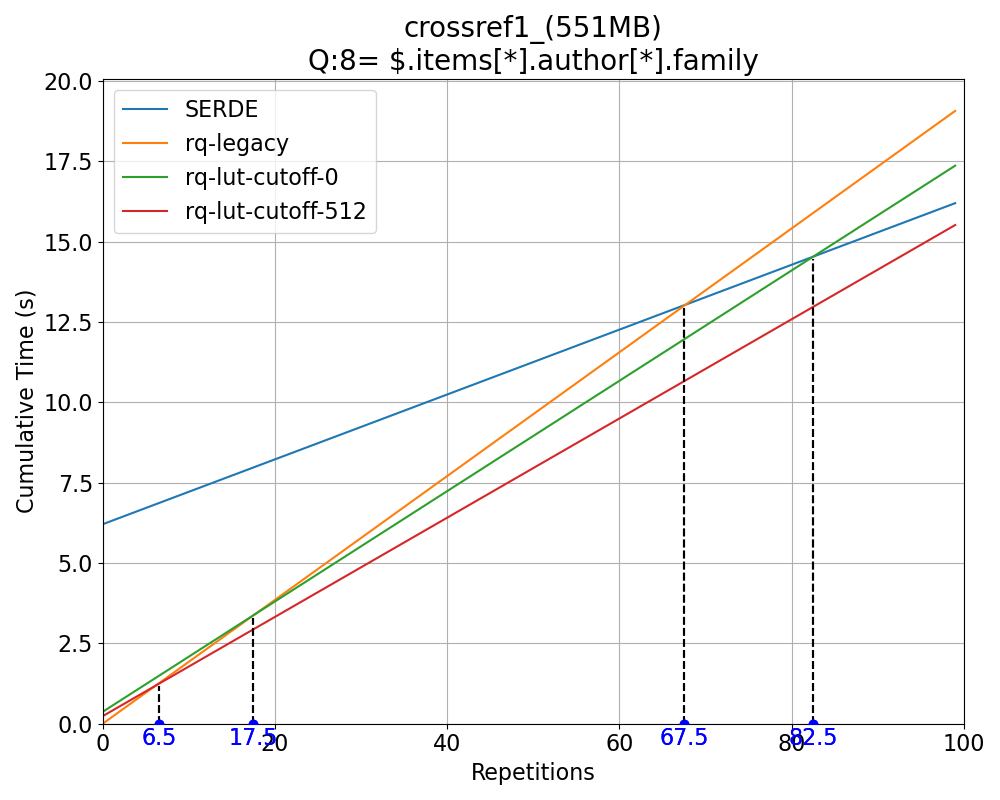 crossref1_(551MB)
Q:8= $.items[*].author[*].family
SERDE
rq-legacy
rq-lut-cutoff-0
rq-lut-cutoff-512
Cumulative Time (s)
20.0
17.5
15.0
12.5
10.0
7.5
5.0
2.5
0.0
0 20 40 60 80 100
6.5 17.5 67.5 82.5
Repetitions